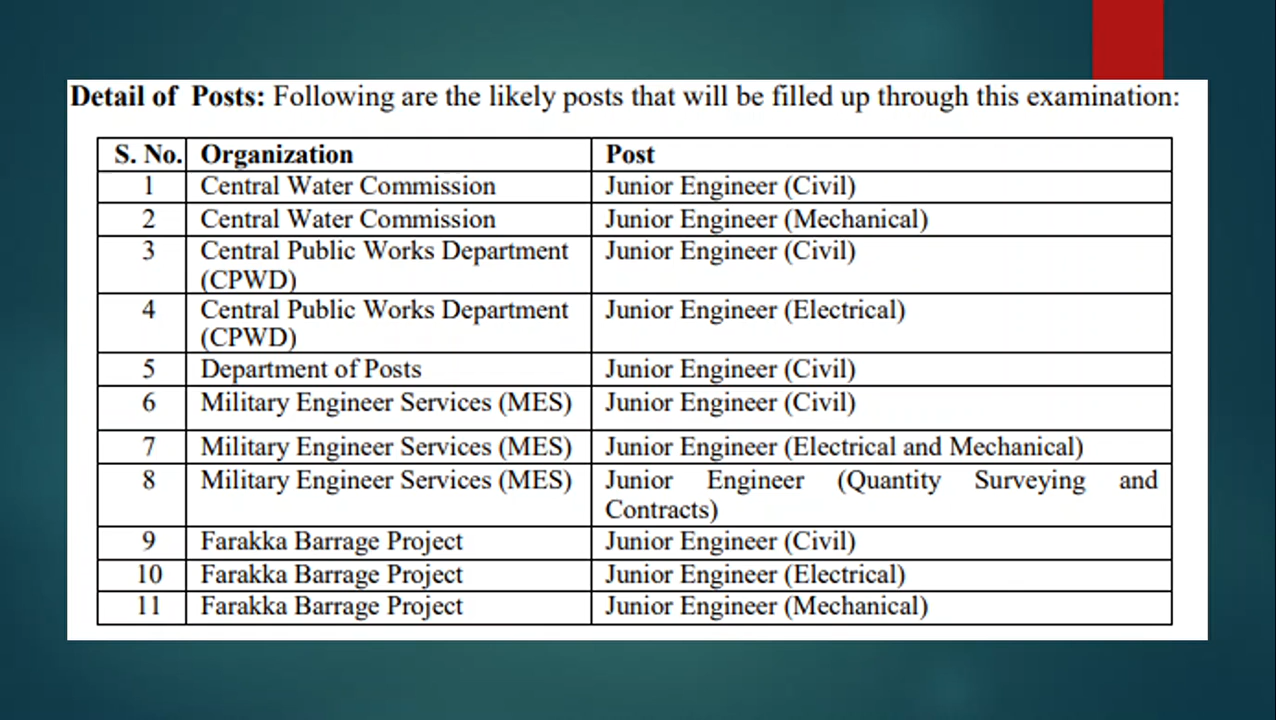 Detail of Posts: Following are the likely posts that will be filled up through this examination:
S. No. Organization Post
1 Central Water Commission Junior Engineer (Civil)
2 Central Water Commission Junior Engineer (Mechanical)
3 Central Public Works Department Junior Engineer (Civil)
(CPWD)
4 Central Public Works Department Junior Engineer (Electrical)
(CPWD)
5 Department of Posts Junior Engineer (Civil)
6 Military Engineer Services (MES) Junior Engineer (Civil)
7 Military Engineer Services (MES) Junior Engineer (Electrical and Mechanical)
8 Military Engineer Services (MES) Junior Engineer (Quantity Surveying and
Contracts)
9 Farakka Barrage Project Junior Engineer (Civil)
10 Farakka Barrage Project Junior Engineer (Electrical)
11 Farakka Barrage Project Junior Engineer (Mechanical)